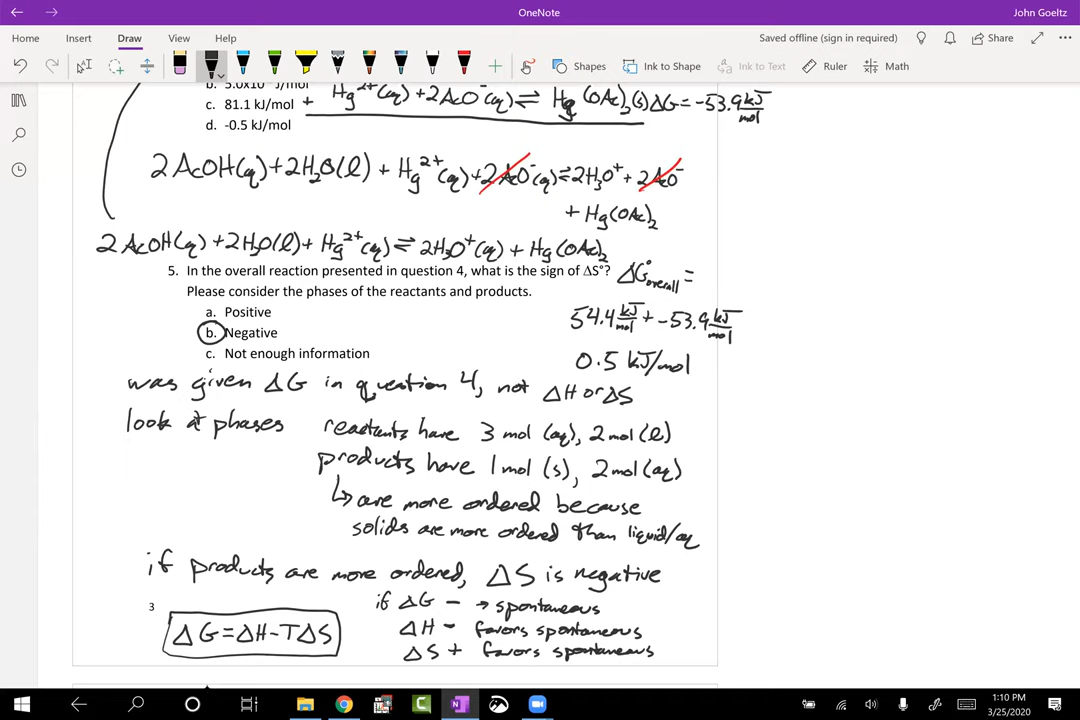 OneNote
John Goeltz
Home Insert Draw View Help
Saved offline (sign in required)
Share
Shapes Ink to Shape Ink to Text Ruler Math
b. 5.0x10 J/mol
c. 81.1 kJ/mol
d. -0.5 kJ/mol
+ Hg²⁺(aq) + 2AcO⁻(aq) ⇌ Hg(OAc)₂(s) ΔG = -53.9 kJ/mol
2AcOH(aq) + 2H₂O(l) + Hg²⁺(aq) + 2AcO⁻(aq) ⇌ 2H₃O⁺ + 2AcO⁻
+ Hg(OAc)₂
2AcOH(aq) + 2H₂O(l) + Hg²⁺(aq) ⇌ 2H₃O⁺(aq) + Hg(OAc)₂
5. In the overall reaction presented in question 4, what is the sign of ΔS°?
Please consider the phases of the reactants and products.
ΔG°overall =
54.4 kJ/mol + -53.9 kJ/mol
0.5 kJ/mol
a. Positive
b. Negative
c. Not enough information
was given ΔG in question 4, not ΔH or ΔS
look at phases
reactants have 3 mol (aq), 2 mol (l)
products have 1 mol (s), 2 mol (aq)
↳ are more ordered because
solids are more ordered than liquid/aq
if products are more ordered, ΔS is negative
3
ΔG = ΔH - TΔS
if ΔG - → spontaneous
ΔH - favors spontaneous
ΔS + favors spontaneous
1:10 PM
3/25/2020